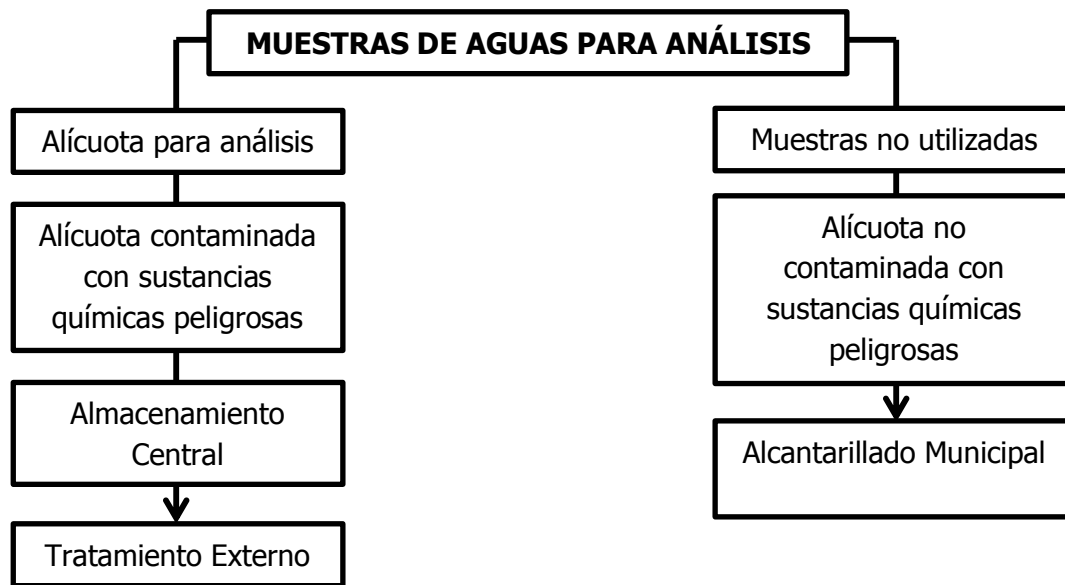 MUESTRAS DE AGUAS PARA ANÁLISIS
Alícuota para análisis
Alícuota contaminada
con sustancias
químicas peligrosas
Almacenamiento
Central
Tratamiento Externo
Muestras no utilizadas
Alícuota no
contaminada con
sustancias químicas
peligrosas
Alcantarillado Municipal